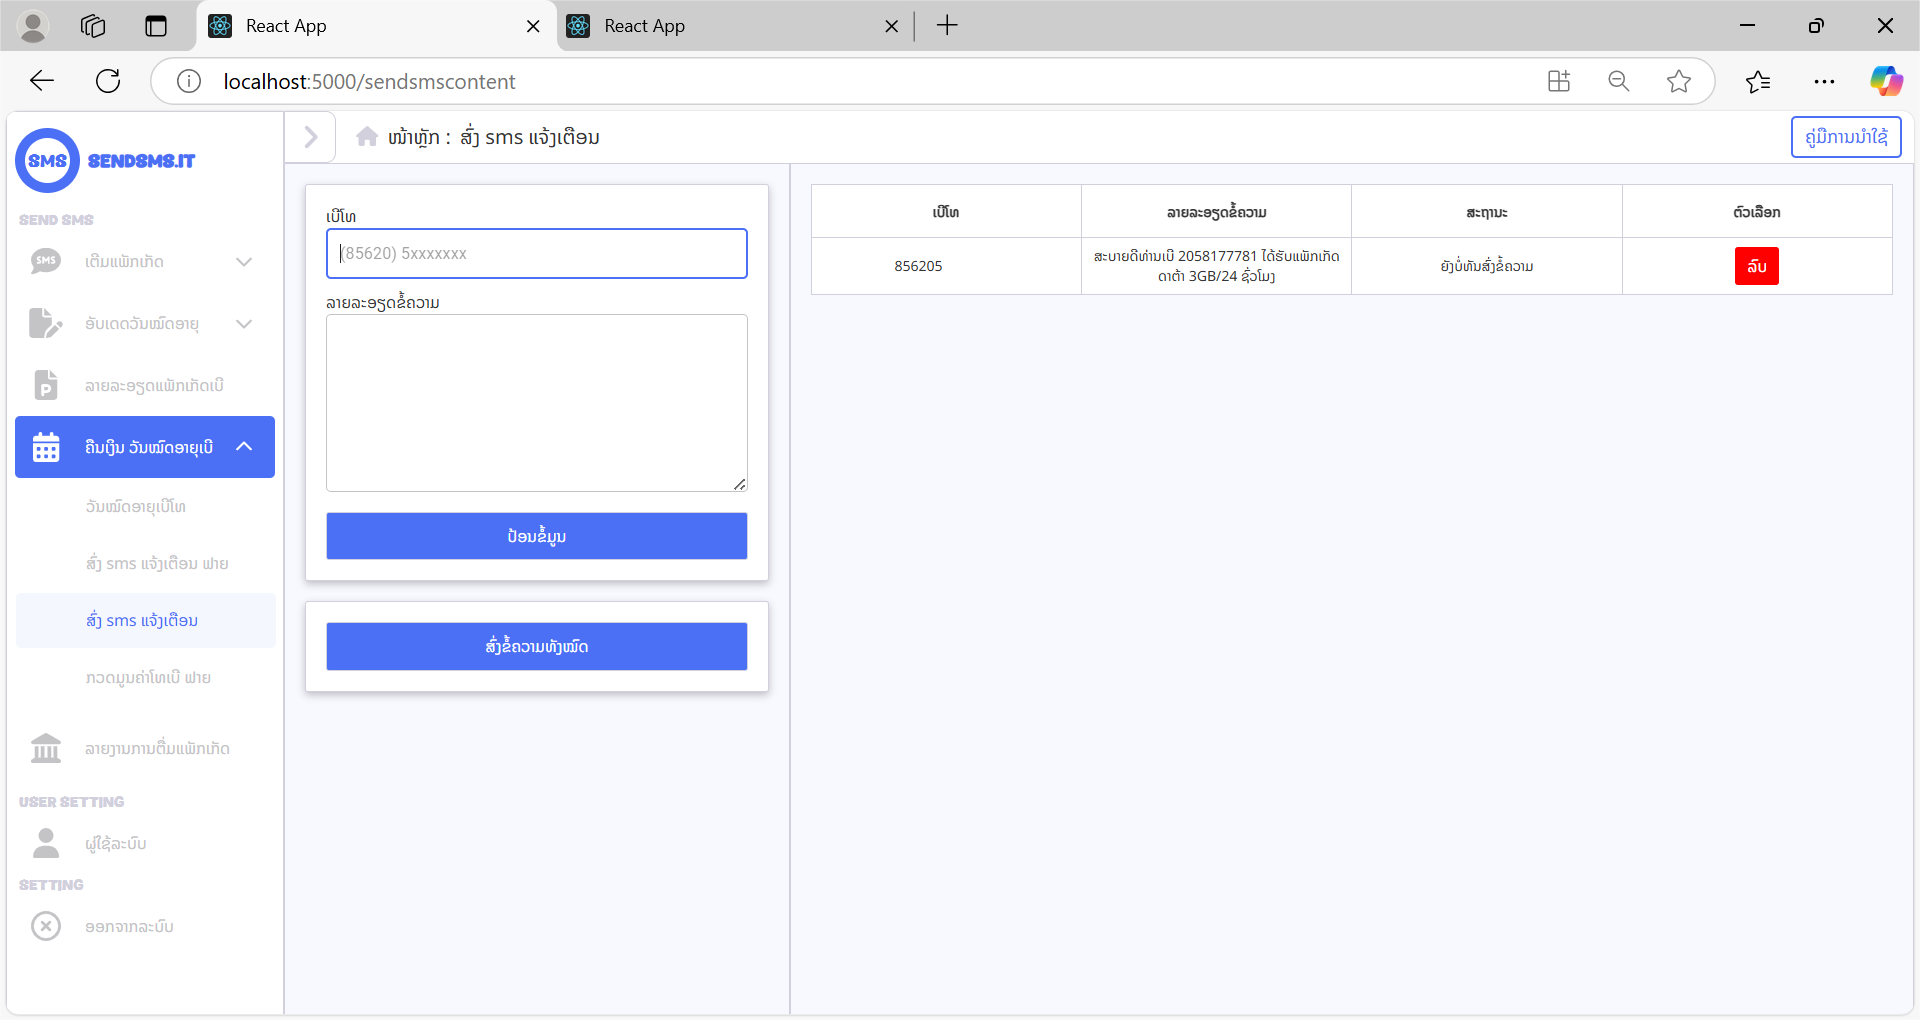 React App
React App
localhost:5000/sendsmscontent
SMS
SENDSMS.IT
SEND SMS
SMS
ເຕີມແພັກເກັດ
ອັບເດດວັນໝົດອາຍຸ
P
ລາຍລະອຽດແພັກເກັດເບີ
ຄືນເງິນ ວັນໝົດອາຍຸເບີ
ວັນໝົດອາຍຸເບີໂທ
ສົ່ງ sms ແຈ້ງເຕືອນ ຟາຍ
ສົ່ງ sms ແຈ້ງເຕືອນ
ກວດມູນຄ່າໂທເບີ ຟາຍ
ລາຍງານການຕື່ມແພັກເກັດ
USER SETTING
ຜູ່ໃຊ້ລະບົບ
SETTING
ອອກຈາກລະບົບ
ໜ້າຫຼັກ : ສົ່ງ sms ແຈ້ງເຕືອນ
ຄູ່ມືການນຳໃຊ້
ເບີໂທ
(85620) 5xxxxxxx
ລາຍລະອຽດຂໍ້ຄວາມ
ປ້ອນຂໍ້ມູນ
ສົ່ງຂໍ້ຄວາມທັງໝົດ
ເບີໂທ ລາຍລະອຽດຂໍ້ຄວາມ ສະຖານະ ຕົວເລືອກ
856205
ສະບາຍດີທ່ານເບີ 2058177781 ໄດ້ຮັບແພັກເກັດ
ດາຕ້າ 3GB/24 ຊົ່ວໂມງ
ຍັງບໍ່ທັນສົ່ງຂໍ້ຄວາມ
ລົບ